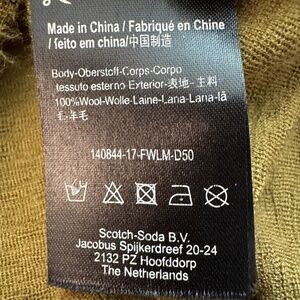 Made in China / Fabriqué en Chine
/ feito em china/中国制造
Body-Oberstoff-Corps-Corpo
tessuto esterno-Exterior-表地-主料
100%Wool-Wolle-Laine-Lana-Lana-lã
毛-羊毛
140844-17-FWLM-D50
Scotch-Soda B.V.
Jacobus Spijkerdreef 20-24
2132 PZ Hoofddorp
The Netherlands